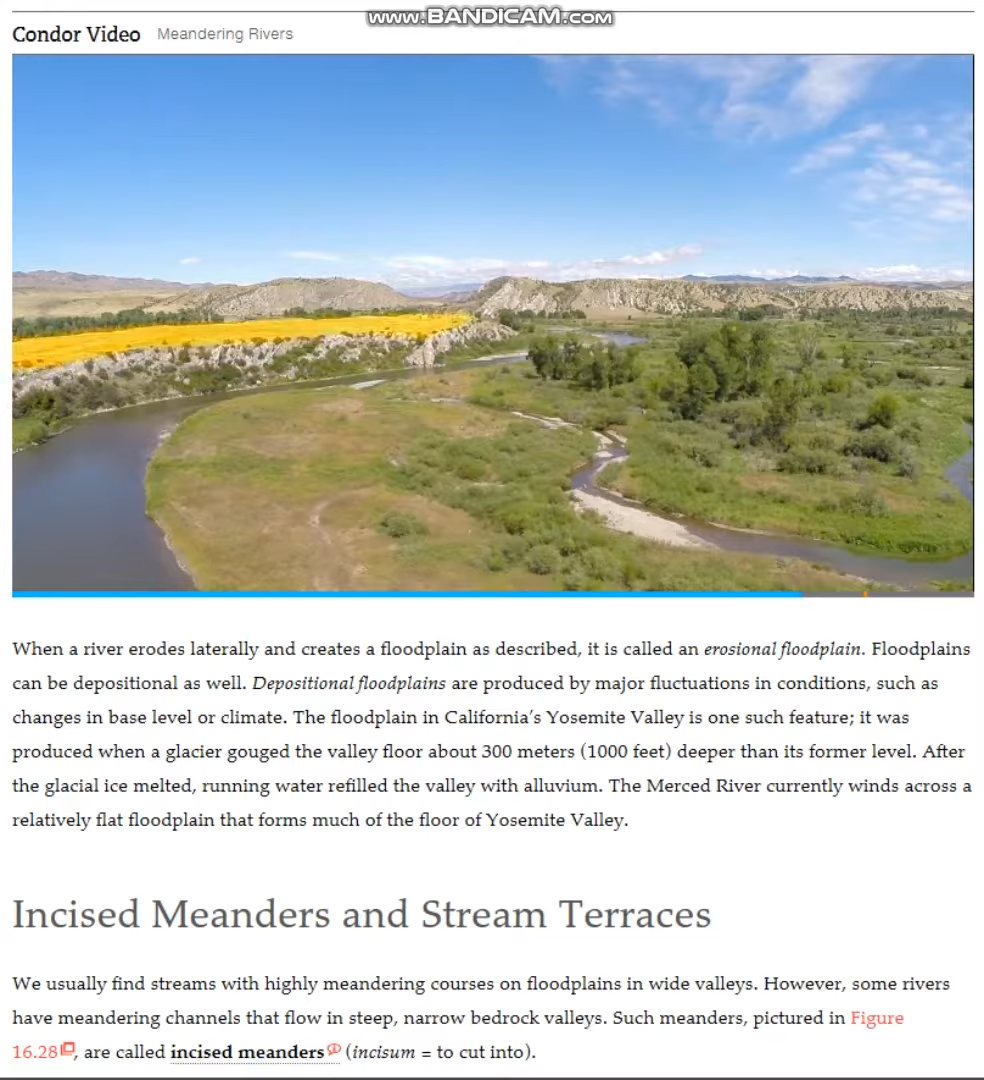 www.BANDICAM.com
Condor Video Meandering Rivers
When a river erodes laterally and creates a floodplain as described, it is called an erosional floodplain. Floodplains
can be depositional as well. Depositional floodplains are produced by major fluctuations in conditions, such as
changes in base level or climate. The floodplain in California’s Yosemite Valley is one such feature; it was
produced when a glacier gouged the valley floor about 300 meters (1000 feet) deeper than its former level. After
the glacial ice melted, running water refilled the valley with alluvium. The Merced River currently winds across a
relatively flat floodplain that forms much of the floor of Yosemite Valley.
Incised Meanders and Stream Terraces
We usually find streams with highly meandering courses on floodplains in wide valleys. However, some rivers
have meandering channels that flow in steep, narrow bedrock valleys. Such meanders, pictured in Figure
16.28, are called incised meanders (incisum = to cut into).